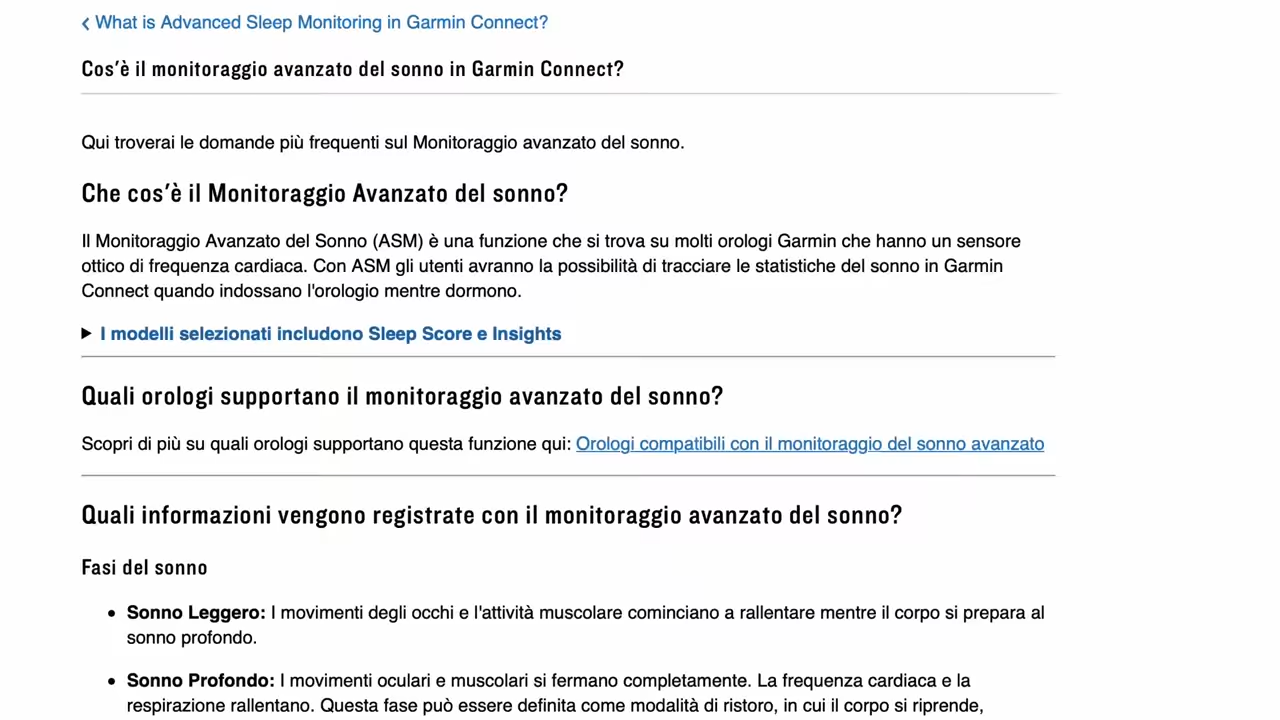 What is Advanced Sleep Monitoring in Garmin Connect?
Cos'è il monitoraggio avanzato del sonno in Garmin Connect?
Qui troverai le domande più frequenti sul Monitoraggio avanzato del sonno.
Che cos'è il Monitoraggio Avanzato del sonno?
Il Monitoraggio Avanzato del Sonno (ASM) è una funzione che si trova su molti orologi Garmin che hanno un sensore
ottico di frequenza cardiaca. Con ASM gli utenti avranno la possibilità di tracciare le statistiche del sonno in Garmin
Connect quando indossano l'orologio mentre dormono.
I modelli selezionati includono Sleep Score e Insights
Quali orologi supportano il monitoraggio avanzato del sonno?
Scopri di più su quali orologi supportano questa funzione qui: Orologi compatibili con il monitoraggio del sonno avanzato
Quali informazioni vengono registrate con il monitoraggio avanzato del sonno?
Fasi del sonno
• Sonno Leggero: I movimenti degli occhi e l'attività muscolare cominciano a rallentare mentre il corpo si prepara al
sonno profondo.
• Sonno Profondo: I movimenti oculari e muscolari si fermano completamente. La frequenza cardiaca e la
respirazione rallentano. Questa fase può essere definita come modalità di ristoro, in cui il corpo si riprende,